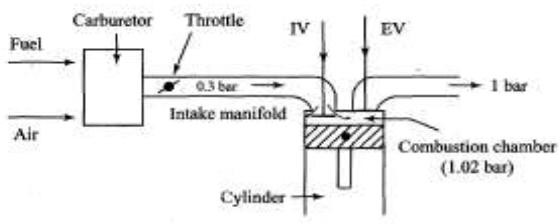 Carburetor
Throttle
IV
EV
Fuel
0.3 bar
1 bar
Intake manifold
Air
Combustion chamber
(1.02 bar)
Cylinder